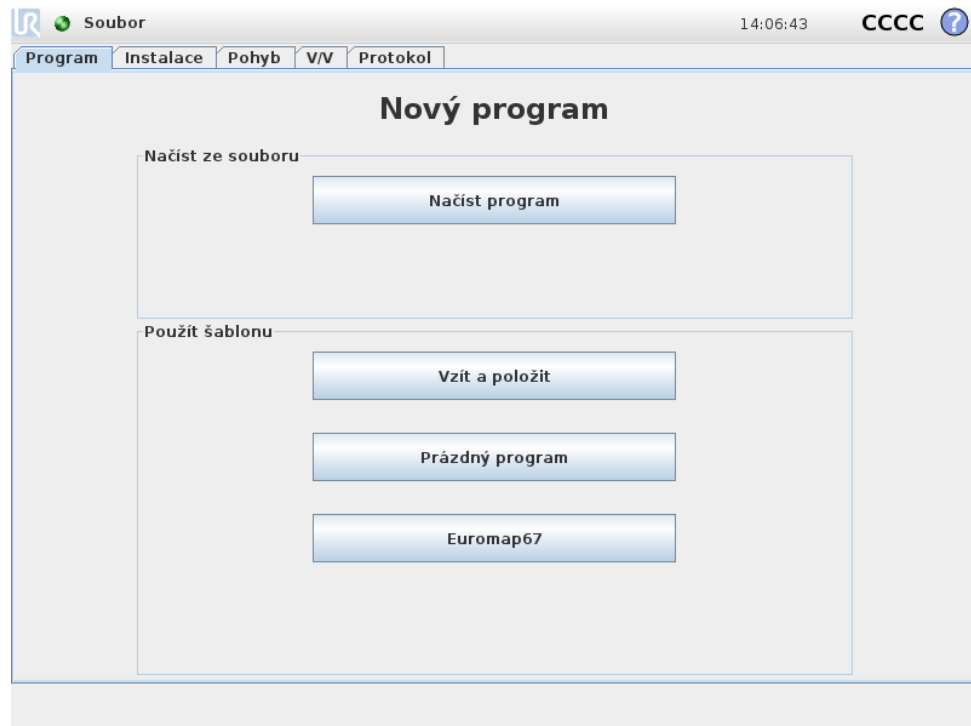 UR Soubor 14:06:43 CCCC ?
Program Instalace Pohyb V/V Protokol
Nový program
Načíst ze souboru
Načíst program
Použít šablonu
Vzít a položit
Prázdný program
Euromap67